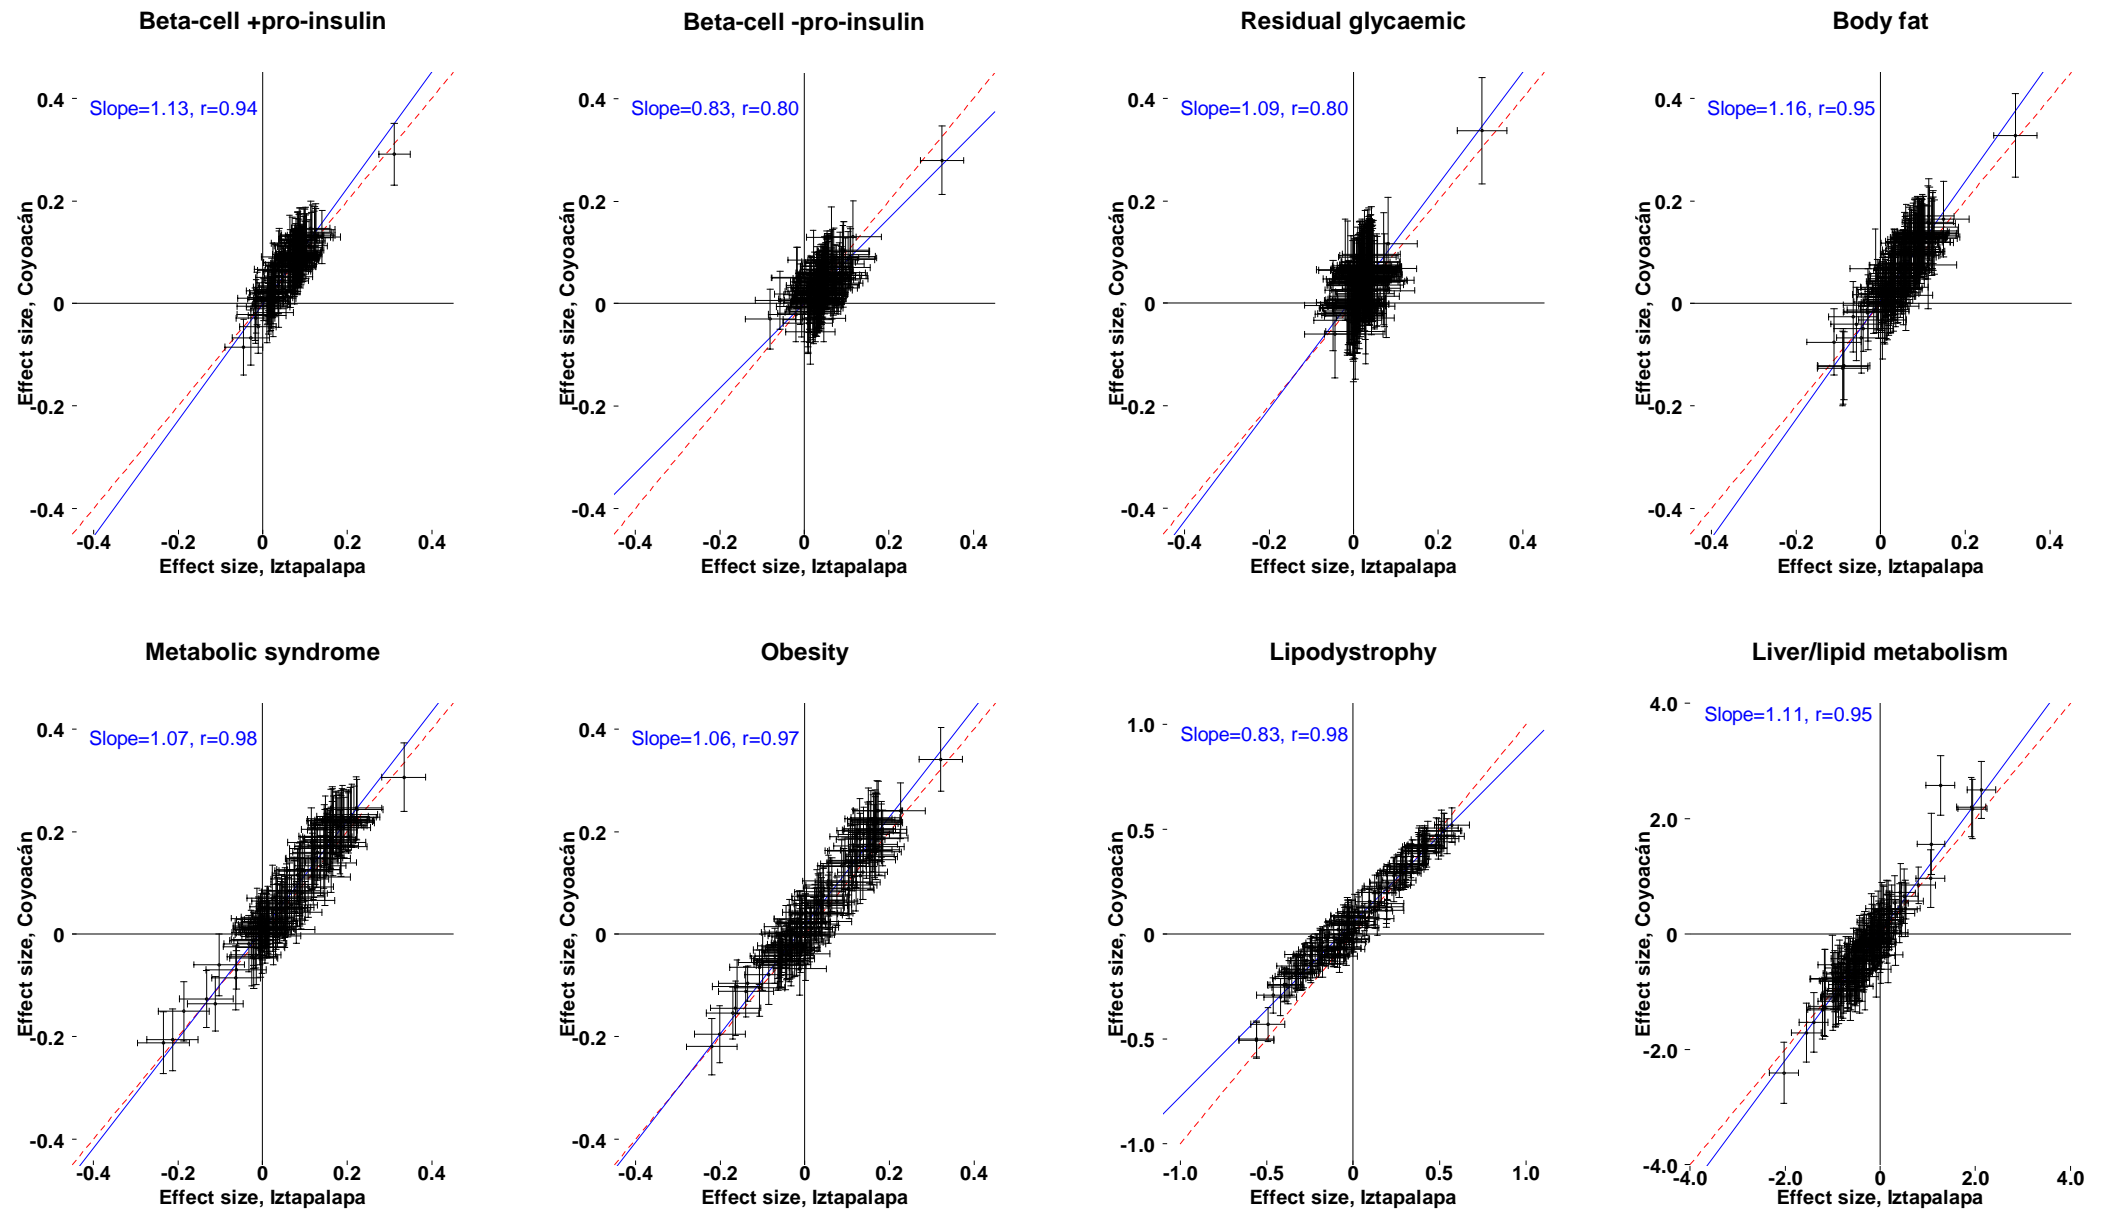 Beta-cell +pro-insulin
Slope=1.13, r=0.94
Effect size, Coyoacán
0.4
0.2
0
-0.2
-0.4
-0.4 -0.2 0 0.2 0.4
Effect size, Iztapalapa
Beta-cell -pro-insulin
Slope=0.83, r=0.80
Effect size, Coyoacán
0.4
0.2
0
-0.2
-0.4
-0.4 -0.2 0 0.2 0.4
Effect size, Iztapalapa
Residual glycaemic
Slope=1.09, r=0.80
Effect size, Coyoacán
0.4
0.2
0
-0.2
-0.4
-0.4 -0.2 0 0.2 0.4
Effect size, Iztapalapa
Body fat
Slope=1.16, r=0.95
Effect size, Coyoacán
0.4
0.2
0
-0.2
-0.4
-0.4 -0.2 0 0.2 0.4
Effect size, Iztapalapa
Metabolic syndrome
Slope=1.07, r=0.98
Effect size, Coyoacán
0.4
0.2
0
-0.2
-0.4
-0.4 -0.2 0 0.2 0.4
Effect size, Iztapalapa
Obesity
Slope=1.06, r=0.97
Effect size, Coyoacán
0.4
0.2
0
-0.2
-0.4
-0.4 -0.2 0 0.2 0.4
Effect size, Iztapalapa
Lipodystrophy
Slope=0.83, r=0.98
Effect size, Coyoacán
1.0
0.5
0
-0.5
-1.0
-1.0 -0.5 0 0.5 1.0
Effect size, Iztapalapa
Liver/lipid metabolism
Slope=1.11, r=0.95
Effect size, Coyoacán
4.0
2.0
0
-2.0
-4.0
-4.0 -2.0 0 2.0 4.0
Effect size, Iztapalapa